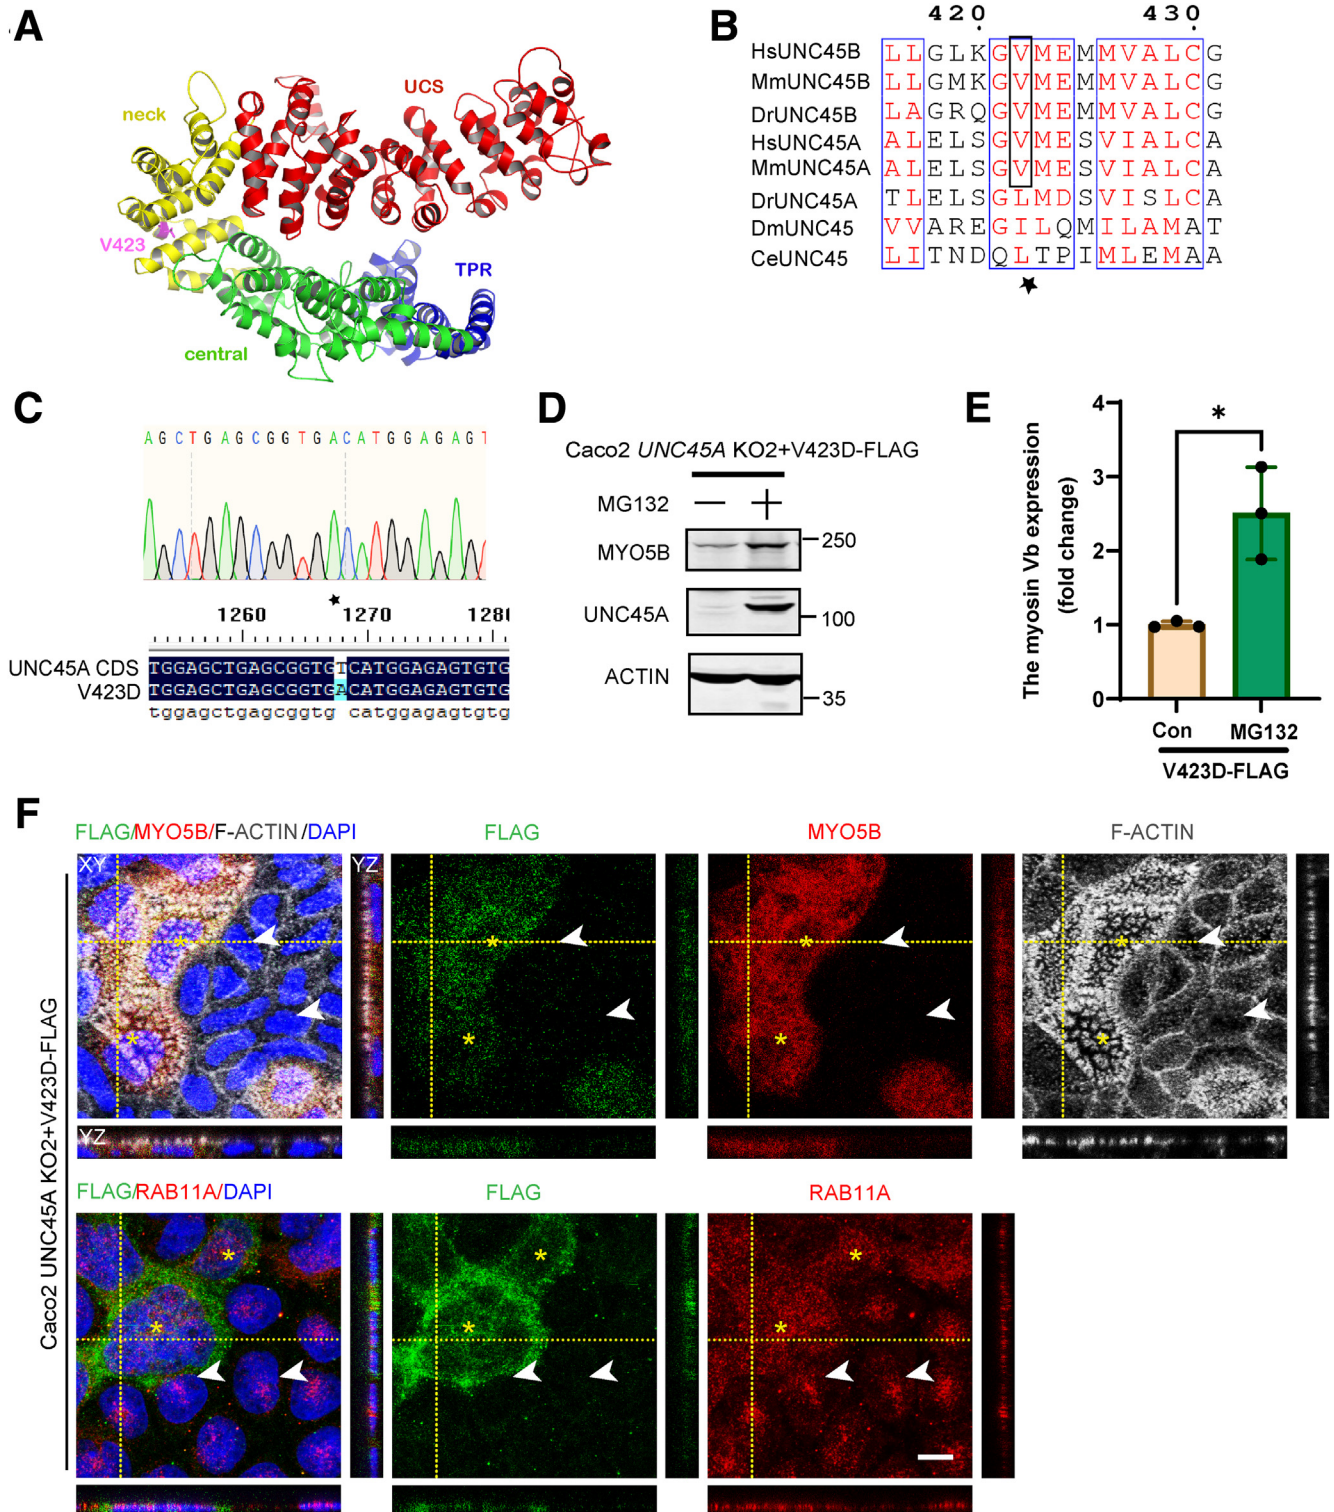 A
neck
UCS
V423
TPR
central
B
420 430
HsUNC45B LLGLKGVMEMMVALCG
MmUNC45B LLGMKGVMEMMVALCG
DrUNC45B LAGRQGVMEMMVALCG
HsUNC45A ALELSGVMESVIALCA
MmUNC45A ALELSGVMESVIALCA
DrUNC45A TLELSGLMDSVISLCA
DmUNC45 VVAREGILQMILAMAT
CeUNC45 LITNDQLTPIMLEMAA
C
AGCTGAGCGGTGACATGGAGAGT
1260 1270 1280
UNC45A CDS TGGAGCTGAGCGGTGTCATGGAGAGTGTG
V423D TGGAGCTGAGCGGTGACATGGAGAGTGTG
tggagctgagcggtg catggagagtgtg
D
Caco2 UNC45A KO2+V423D-FLAG
MG132 — +
MYO5B 250
UNC45A 100
ACTIN 35
E
The myosin Vb expression
(fold change)
4
3
2
1
0
*
Con MG132
V423D-FLAG
F
Caco2 UNC45A KO2+V423D-FLAG
FLAG/MYO5B/F-ACTIN/DAPI FLAG MYO5B F-ACTIN
XY YZ
YZ
FLAG/RAB11A/DAPI FLAG RAB11A